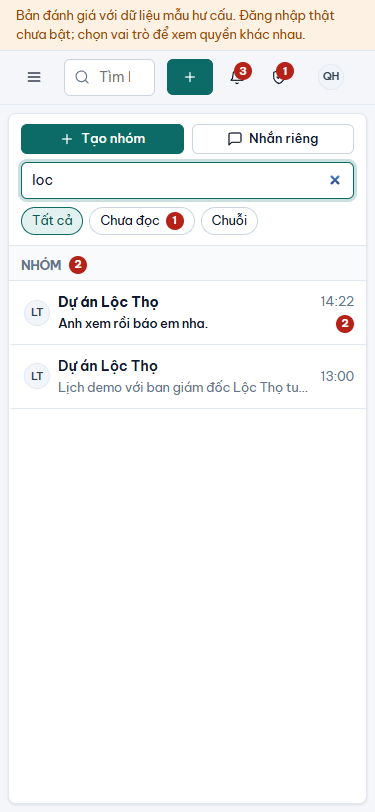 Bản đánh giá với dữ liệu mẫu hư cấu. Đăng nhập thật
chưa bật; chọn vai trò để xem quyền khác nhau.
Tìm
3
1
QH
Tạo nhóm
Nhắn riêng
loc
Tất cả
Chưa đọc 1
Chuỗi
NHÓM 2
LT
Dự án Lộc Thọ
14:22
Anh xem rồi báo em nha.
2
LT
Dự án Lộc Thọ
13:00
Lịch demo với ban giám đốc Lộc Thọ tu...